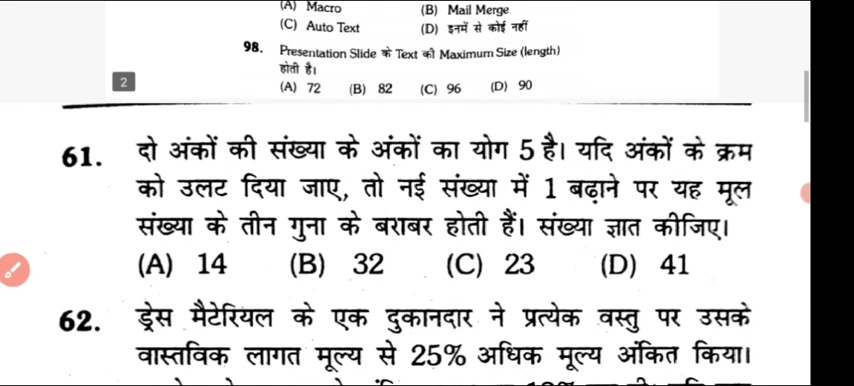 (A) Macro (B) Mail Merge
(C) Auto Text (D) इनमें से कोई नहीं
98. Presentation Slide के Text की Maximum Size (length)
होती है।
(A) 72 (B) 82 (C) 96 (D) 90
2
61. दो अंकों की संख्या के अंकों का योग 5 है। यदि अंकों के क्रम
को उलट दिया जाए, तो नई संख्या में 1 बढ़ाने पर यह मूल
संख्या के तीन गुना के बराबर होती हैं। संख्या ज्ञात कीजिए।
(A) 14 (B) 32 (C) 23 (D) 41
62. ड्रेस मैटेरियल के एक दुकानदार ने प्रत्येक वस्तु पर उसके
वास्तविक लागत मूल्य से 25% अधिक मूल्य अंकित किया।